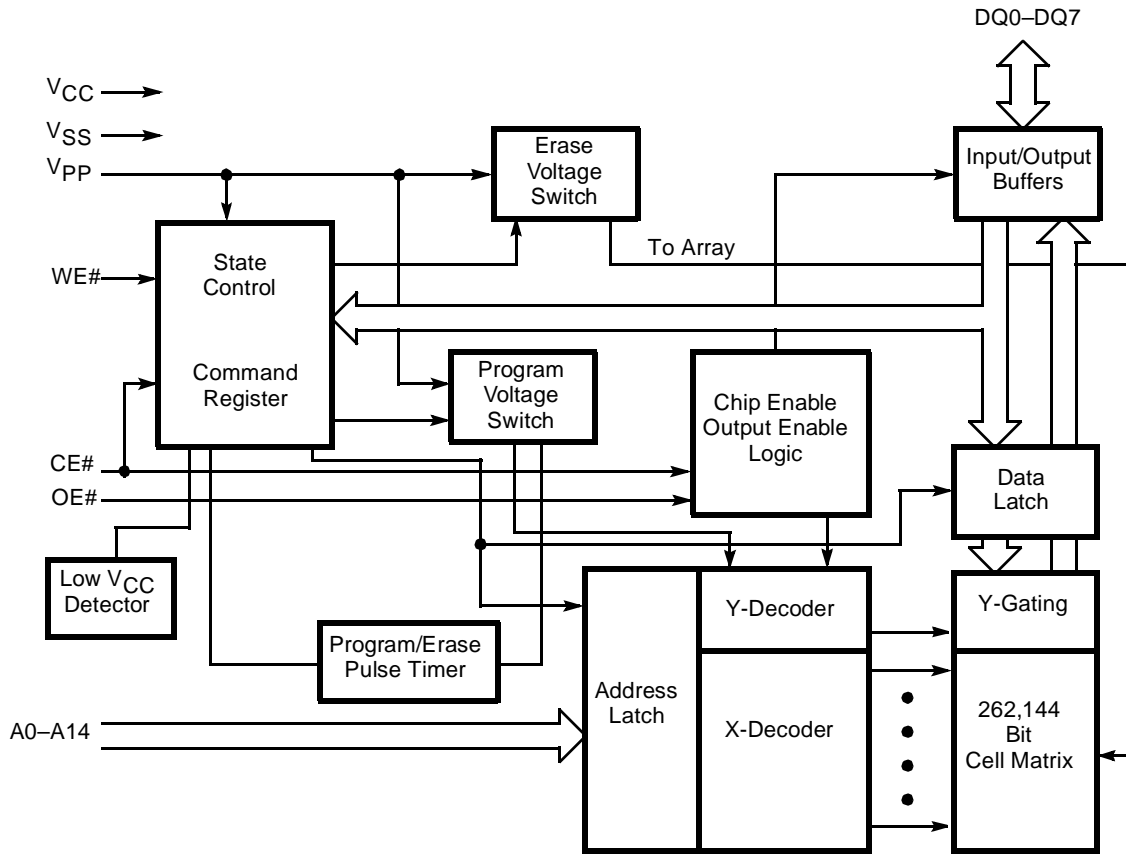 DQ0–DQ7
VCC
VSS
VPP
Erase
Voltage
Switch
Input/Output
Buffers
To Array
WE#
State
Control
Command
Register
Program
Voltage
Switch
Chip Enable
Output Enable
Logic
CE#
OE#
Data
Latch
Low VCC
Detector
Y-Decoder
Y-Gating
Program/Erase
Pulse Timer
Address
Latch
A0–A14
X-Decoder
262,144
Bit
Cell Matrix